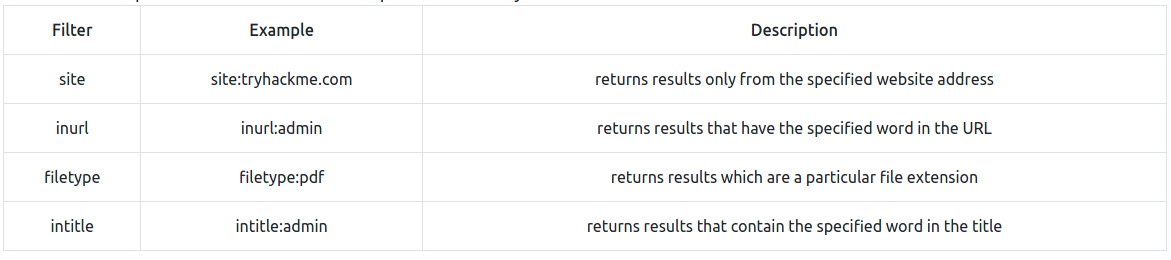 Filter Example Description
site site:tryhackme.com returns results only from the specified website address
inurl inurl:admin returns results that have the specified word in the URL
filetype filetype:pdf returns results which are a particular file extension
intitle intitle:admin returns results that contain the specified word in the title